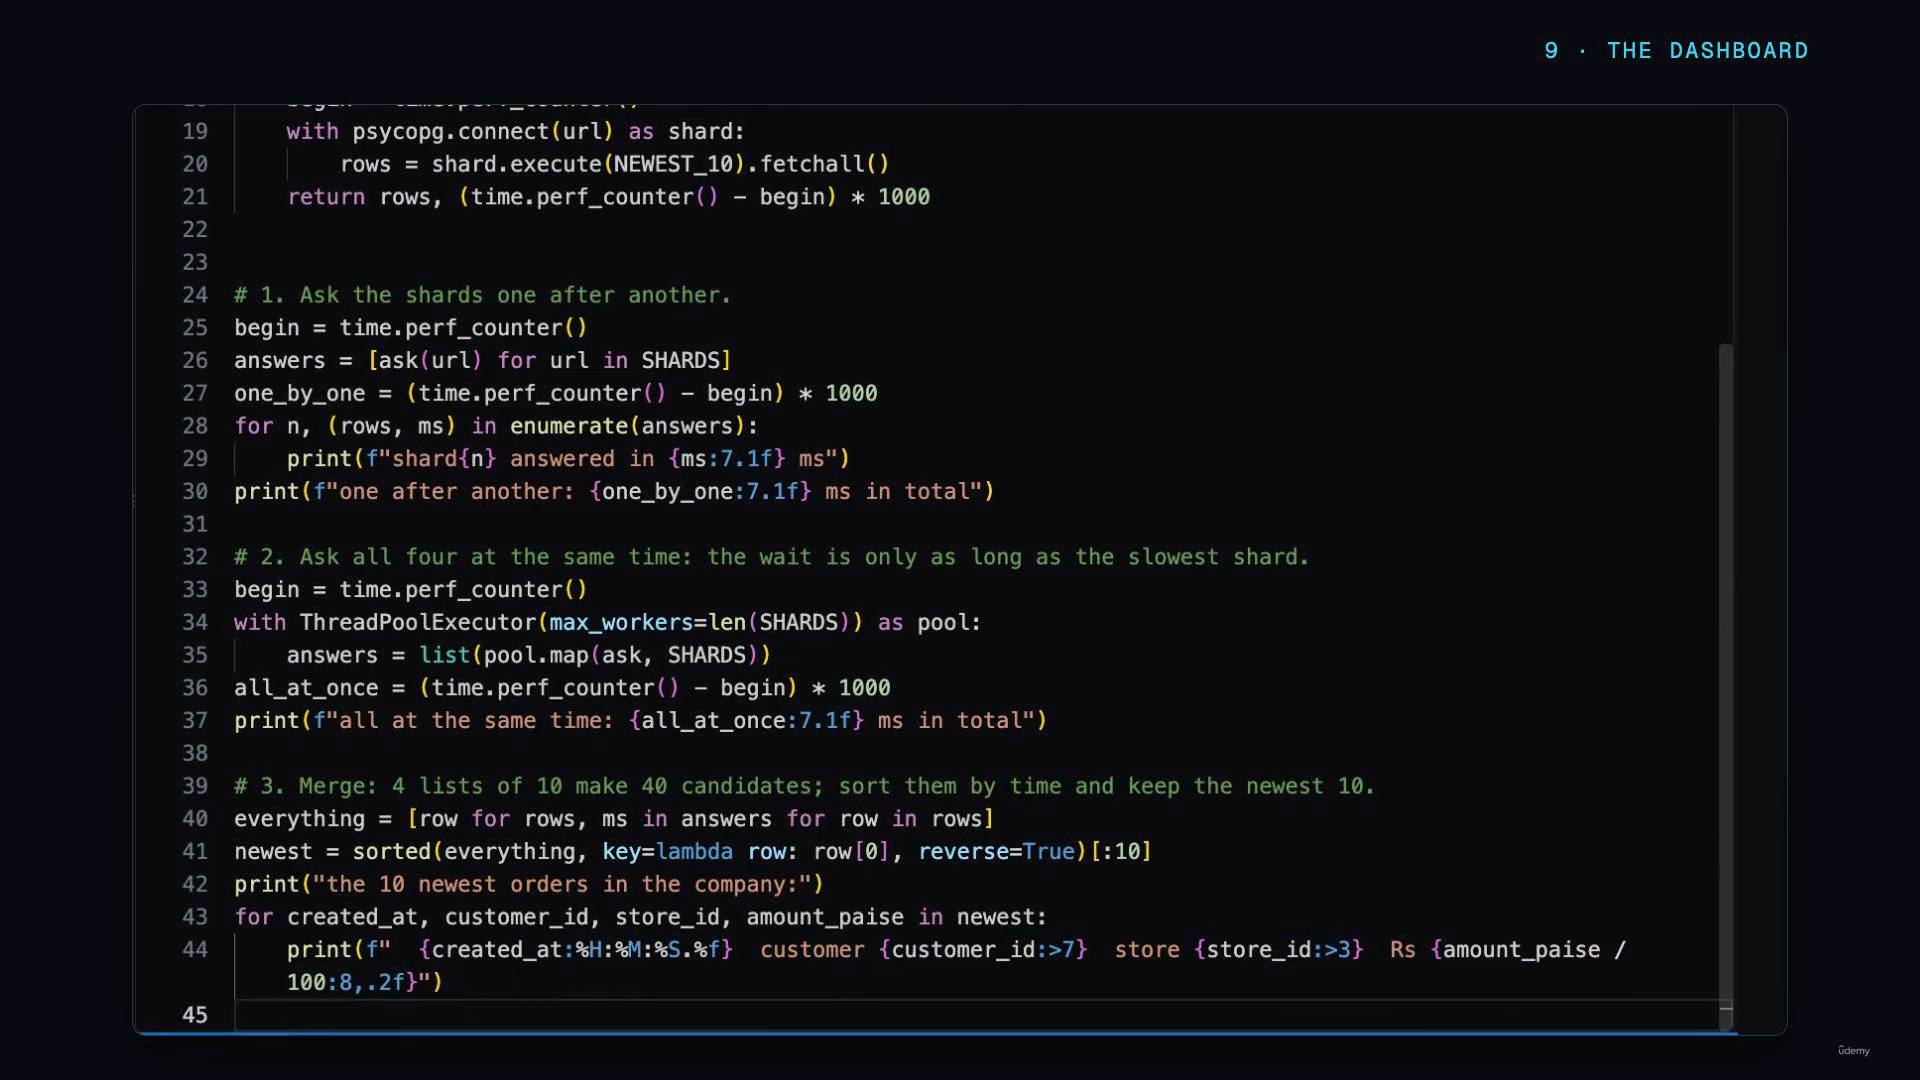 9 · THE DASHBOARD
19 with psycopg.connect(url) as shard:
20 rows = shard.execute(NEWEST_10).fetchall()
21 return rows, (time.perf_counter() - begin) * 1000
22
23
24 # 1. Ask the shards one after another.
25 begin = time.perf_counter()
26 answers = [ask(url) for url in SHARDS]
27 one_by_one = (time.perf_counter() - begin) * 1000
28 for n, (rows, ms) in enumerate(answers):
29 print(f"shard{n} answered in {ms:7.1f} ms")
30 print(f"one after another: {one_by_one:7.1f} ms in total")
31
32 # 2. Ask all four at the same time: the wait is only as long as the slowest shard.
33 begin = time.perf_counter()
34 with ThreadPoolExecutor(max_workers=len(SHARDS)) as pool:
35 answers = list(pool.map(ask, SHARDS))
36 all_at_once = (time.perf_counter() - begin) * 1000
37 print(f"all at the same time: {all_at_once:7.1f} ms in total")
38
39 # 3. Merge: 4 lists of 10 make 40 candidates; sort them by time and keep the newest 10.
40 everything = [row for rows, ms in answers for row in rows]
41 newest = sorted(everything, key=lambda row: row[0], reverse=True)[:10]
42 print("the 10 newest orders in the company:")
43 for created_at, customer_id, store_id, amount_paise in newest:
44 print(f"  {created_at:%H:%M:%S.%f}  customer {customer_id:>7}  store {store_id:>3}  Rs {amount_paise /
100:8,.2f}")
45
udemy